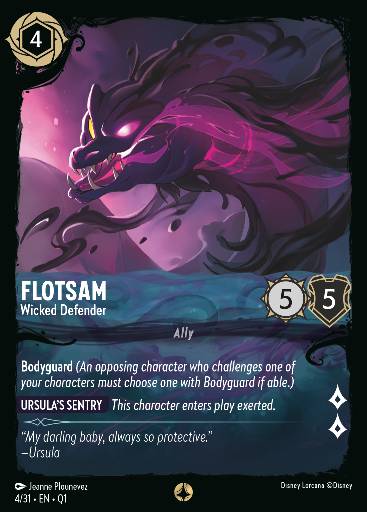 4
FLOTSAM
Wicked Defender
5
5
Ally
Bodyguard (An opposing character who challenges one of
your characters must choose one with Bodyguard if able.)
URSULA'S SENTRY This character enters play exerted.
“My darling baby, always so protective.”
–Ursula
Jeanne Plounevez
Disney Lorcana ©Disney
4/31 • EN • Q1